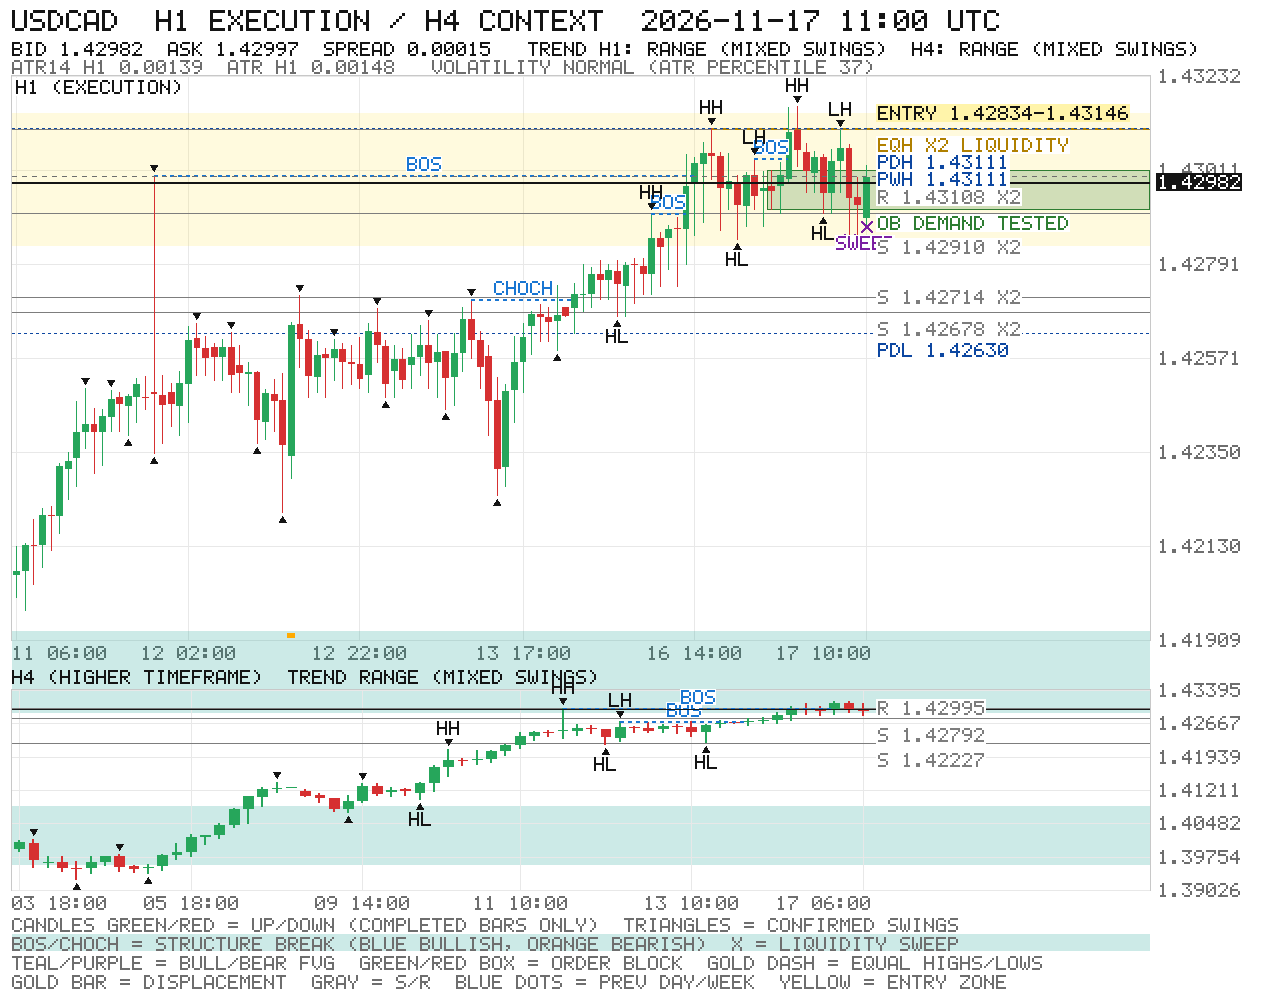 USDCAD  H1 EXECUTION / H4 CONTEXT  2026-11-17 11:00 UTC
BID 1.42982  ASK 1.42997  SPREAD 0.00015   TREND H1: RANGE (MIXED SWINGS)  H4: RANGE (MIXED SWINGS)
ATR14 H1 0.00139  ATR H1 0.00148   VOLATILITY NORMAL (ATR PERCENTILE 37)
1.43232
H1 (EXECUTION)
HH
HH
LH
ENTRY 1.42834-1.43146
LH
BOS
EQH X2 LIQUIDITY
BOS
PDH 1.43111
1.43011
PWH 1.43111
1.42982
HH
BOS
R 1.43108 X2
OB DEMAND TESTED
HL
SWEE
S 1.42910 X2
HL
1.42791
CHOCH
S 1.42714 X2
HL
S 1.42678 X2
PDL 1.42630
1.42571
1.42350
1.42130
1.41909
11 06:00  12 02:00  12 22:00  13 17:00  16 14:00  17 10:00
H4 (HIGHER TIMEFRAME)  TREND RANGE (MIXED SWINGS)
HH
LH
BOS
1.43395
BOS
R 1.42995
HH
1.42667
S 1.42792
HL
HL
S 1.42227
1.41939
1.41211
HL
1.40482
1.39754
1.39026
03 18:00  05 18:00  09 14:00  11 10:00  13 10:00  17 06:00
CANDLES GREEN/RED = UP/DOWN (COMPLETED BARS ONLY)  TRIANGLES = CONFIRMED SWINGS
BOS/CHOCH = STRUCTURE BREAK (BLUE BULLISH, ORANGE BEARISH)  X = LIQUIDITY SWEEP
TEAL/PURPLE = BULL/BEAR FVG  GREEN/RED BOX = ORDER BLOCK  GOLD DASH = EQUAL HIGHS/LOWS
GOLD BAR = DISPLACEMENT  GRAY = S/R  BLUE DOTS = PREV DAY/WEEK  YELLOW = ENTRY ZONE